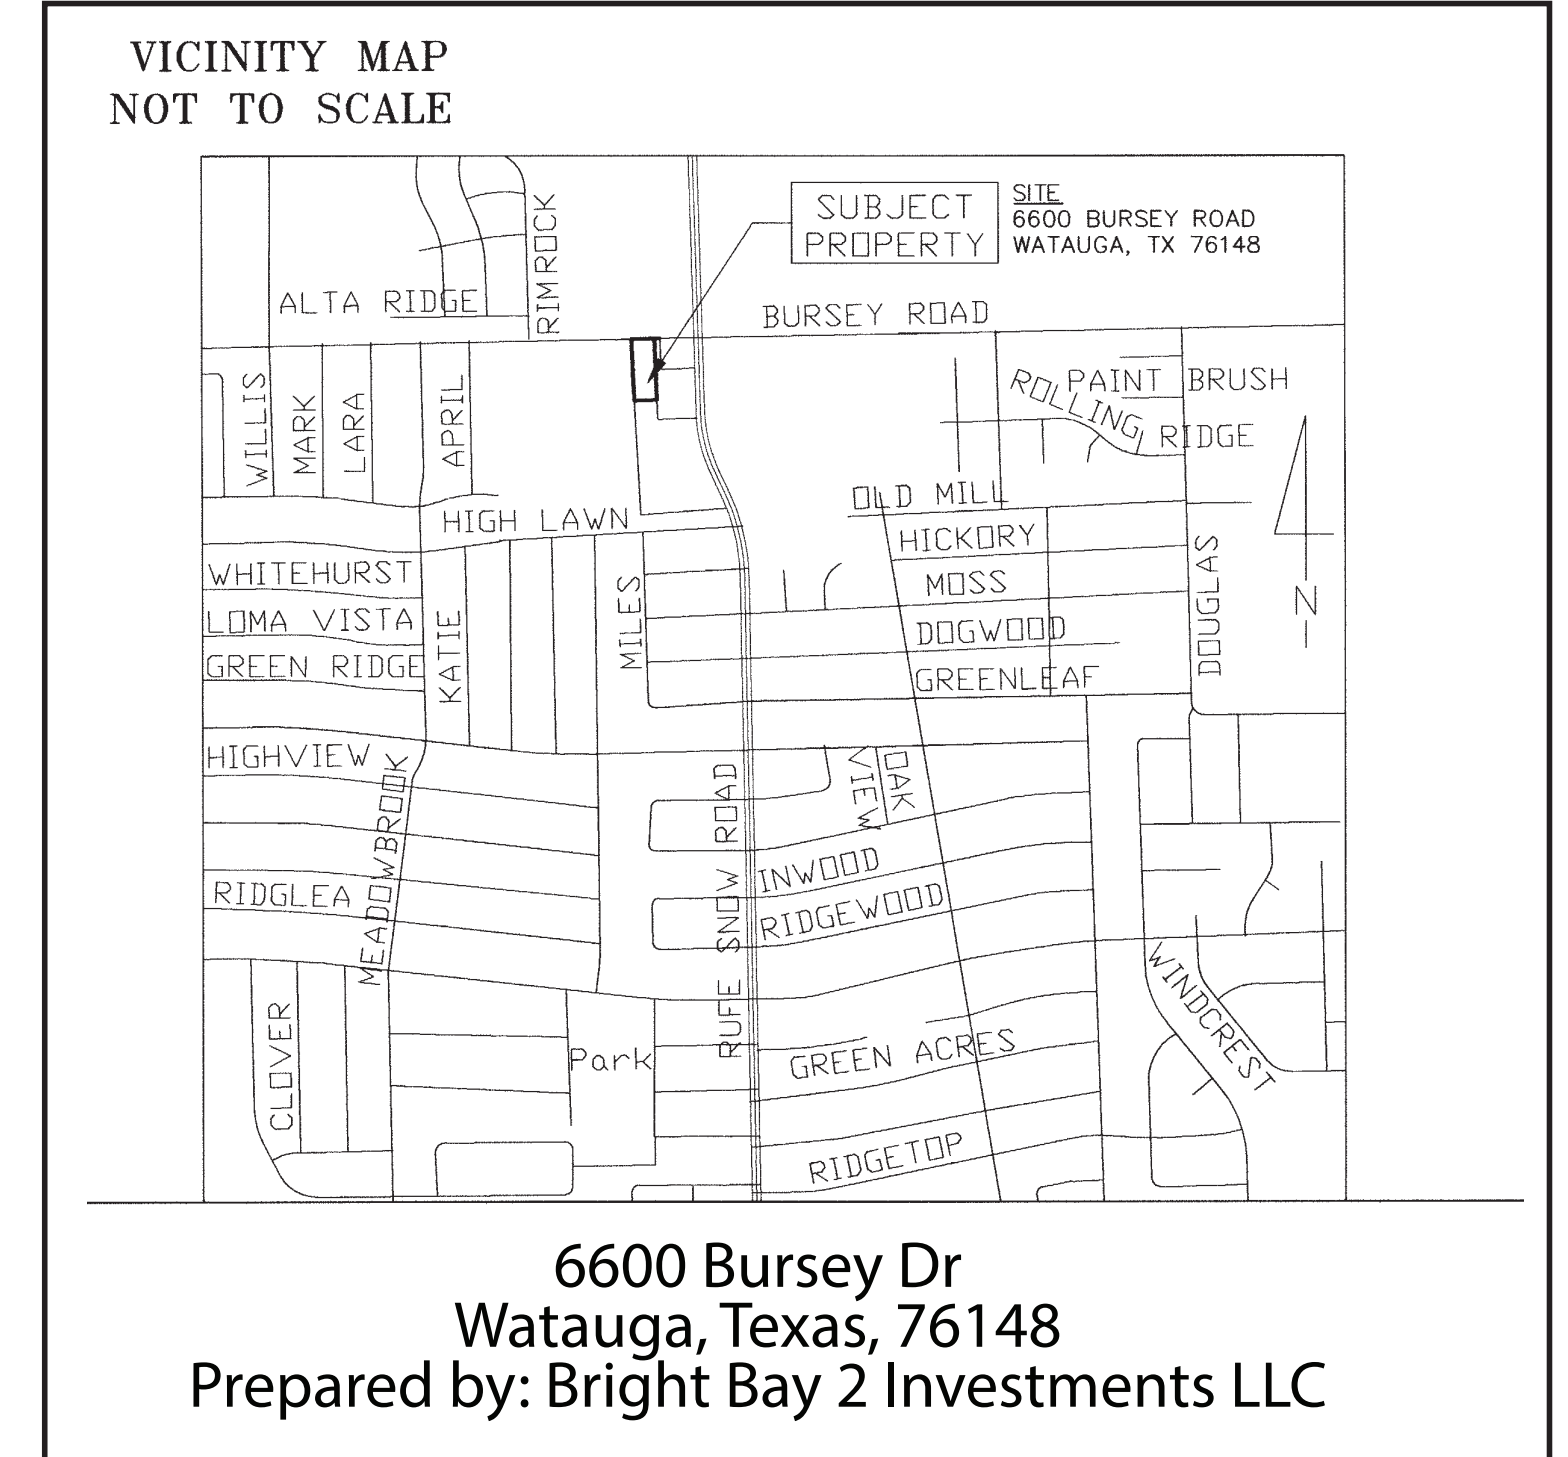 VICINITY MAP
NOT TO SCALE
SUBJECT
PROPERTY
SITE
6600 BURSEY ROAD
WATAUGA, TX 76148
RIMROCK
ALTA RIDGE
BURSEY ROAD
WILLIS
MARK
LARA
APRIL
PAINT BRUSH
ROLLING
RIDGE
OLD MILL
HIGH LAWN
HICKORY
WHITEHURST
MOSS
LOMA VISTA
KATIE
MILES
DOGWOOD
DOUGLAS
N
GREEN RIDGE
GREENLEAF
HIGHVIEW
MEADOWBROOK
RUFE SNOW ROAD
OAK
VIEW
INWOOD
RIDGLEA
RIDGEWOOD
WINDCREST
CLOVER
Park
GREEN ACRES
RIDGETOP
6600 Bursey Dr
Watauga, Texas, 76148
Prepared by: Bright Bay 2 Investments LLC